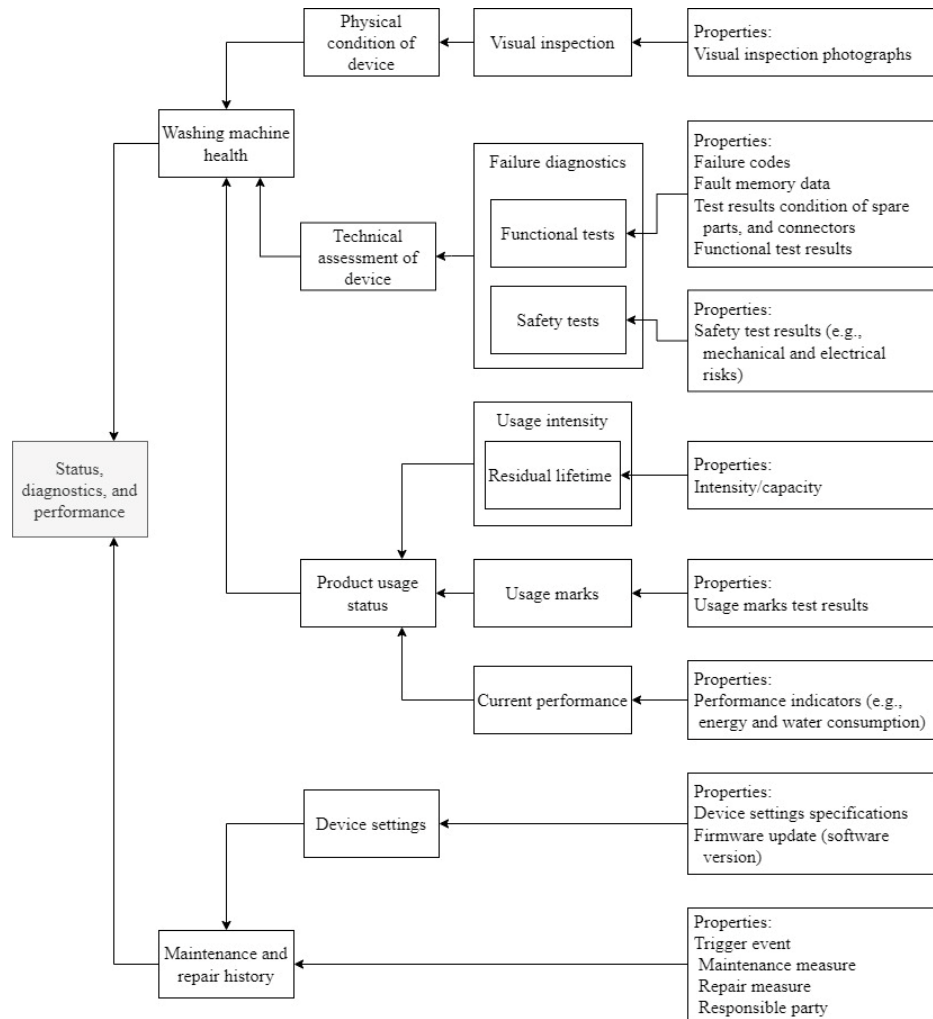 Physical
condition of
device
Visual inspection
Properties:
Visual inspection photographs
Washing machine
health
Properties:
Failure codes
Fault memory data
Test results condition of spare
parts, and connectors
Functional test results
Failure diagnostics
Functional tests
Technical
assessment of
device
Safety tests
Properties:
Safety test results (e.g.,
mechanical and electrical
risks)
Usage intensity
Residual lifetime
Properties:
Intensity/capacity
Status,
diagnostics, and
performance
Product usage
status
Usage marks
Properties:
Usage marks test results
Current performance
Properties:
Performance indicators (e.g.,
energy and water consumption)
Device settings
Properties:
Device settings specifications
Firmware update (software
version)
Maintenance and
repair history
Properties:
Trigger event
Maintenance measure
Repair measure
Responsible party